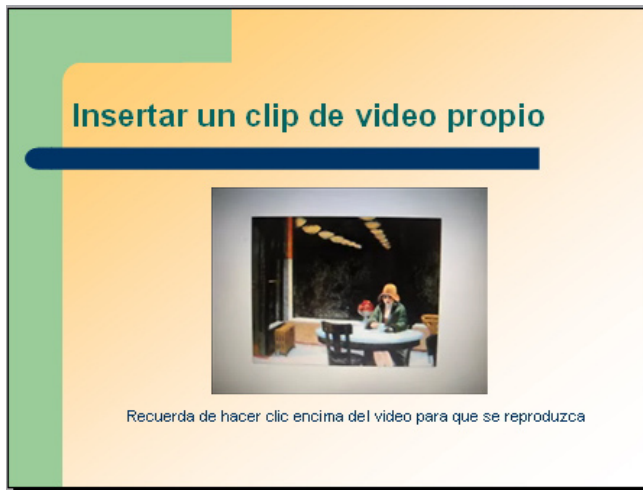 Insertar un clip de video propio
Recuerda de hacer clic encima del video para que se reproduzca